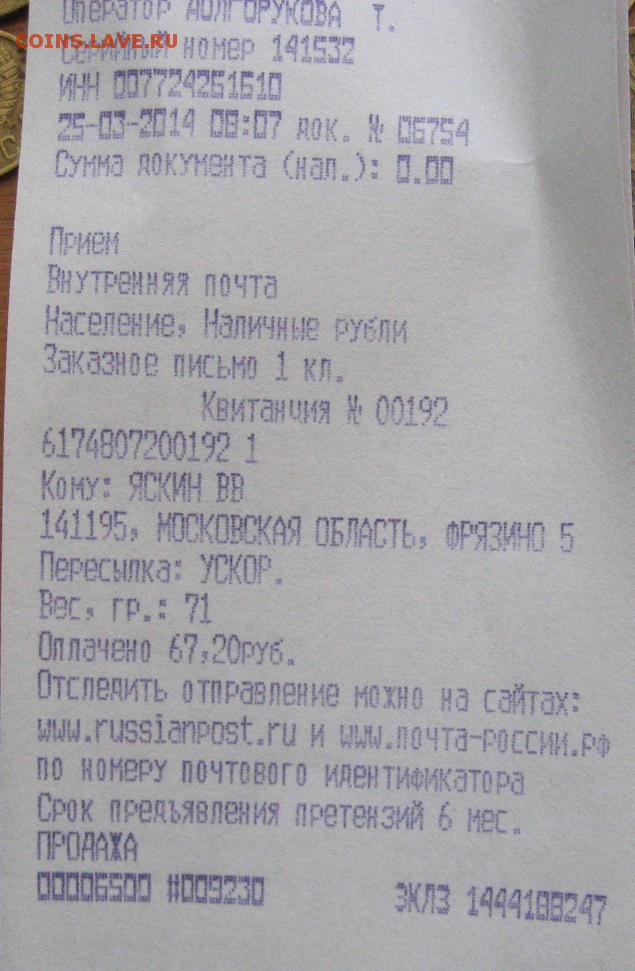 Оператор ДОЛГОРУКОВА Т.
COINS.LAVE.RU
Серийный номер 141532
ИНН 007724261610
25-03-2014 08:07 док. № 06754
Сумма документа (нал.): 0.00
Прием
Внутренняя почта
Население, Наличные рубли
Заказное письмо 1 кл.
Квитанция № 00192
6174807200192 1
Кому: ЯСКИН ВВ
141195, МОСКОВСКАЯ ОБЛАСТЬ, ФРЯЗИНО 5
Пересылка: УСКОР.
Вес, гр.: 71
Оплачено 67,20руб.
Отследить отправление можно на сайтах:
www.russianpost.ru и www.почта-россии.рф
по номеру почтового идентификатора
Срок предъявления претензий 6 мес.
ПРОДАЖА
00006500 #009230 ЭКЛЗ 1444188247